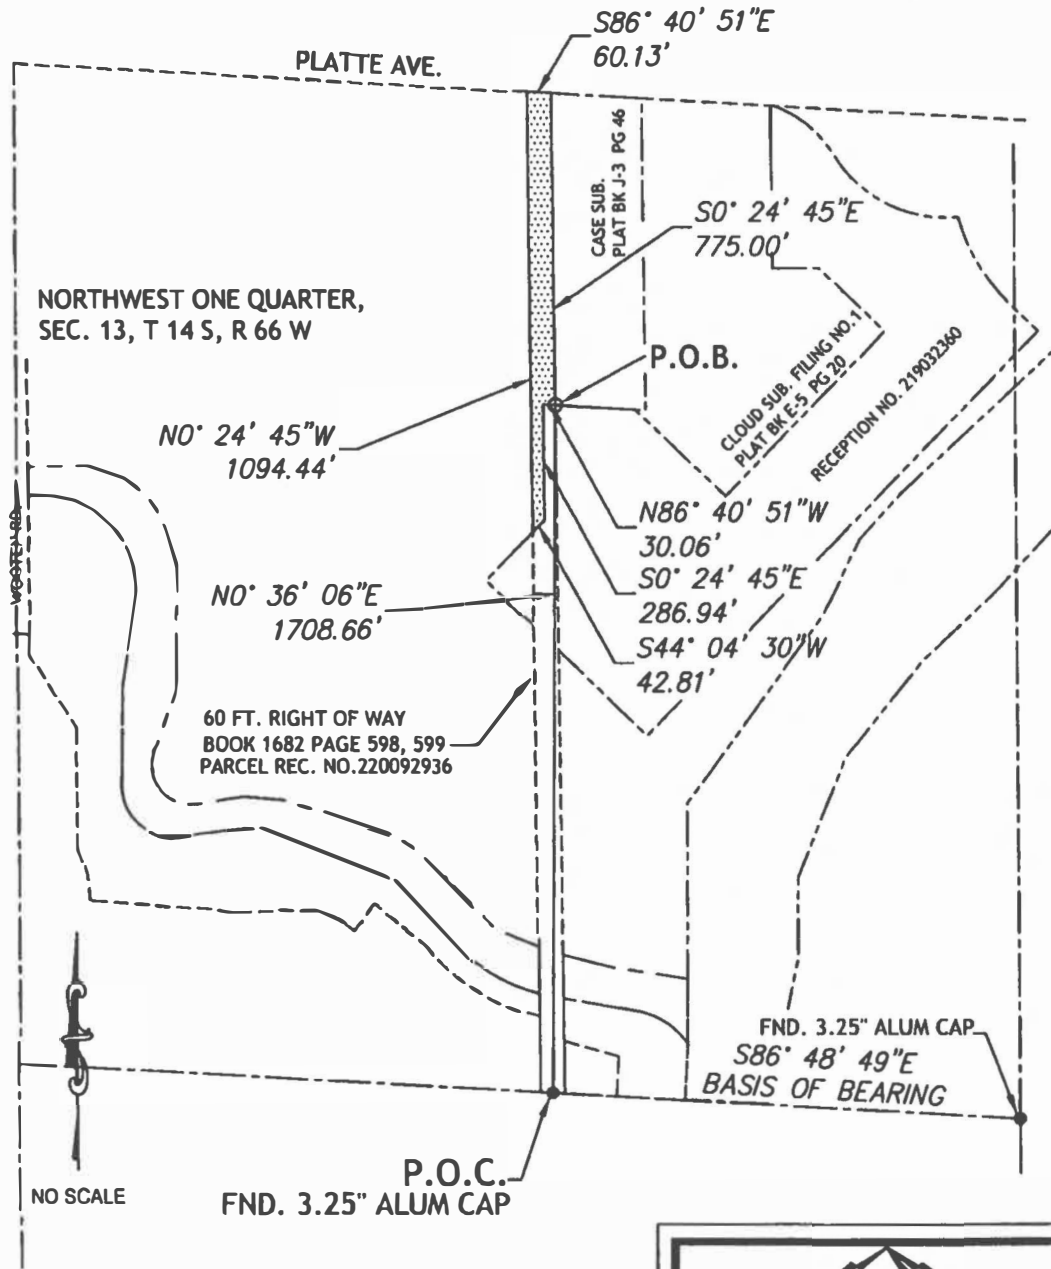 S86° 40' 51"E
60.13'
PLATTE AVE.
CASE SUB.
PLAT BK J-3 PG 46
S0° 24' 45"E
775.00'
NORTHWEST ONE QUARTER,
SEC. 13, T 14 S, R 66 W
P.O.B.
CLOUD SUB. FILING NO.1
PLAT BK E-5 PG 20
RECEPTION NO. 219032360
N0° 24' 45"W
1094.44'
WOOTEN RD.
N86° 40' 51"W
30.06'
S0° 24' 45"E
286.94'
N0° 36' 06"E
1708.66'
S44° 04' 30"W
42.81'
60 FT. RIGHT OF WAY
BOOK 1682 PAGE 598, 599
PARCEL REC. NO.220092936
FND. 3.25" ALUM CAP
S86° 48' 49"E
BASIS OF BEARING
P.O.C.
FND. 3.25" ALUM CAP
NO SCALE